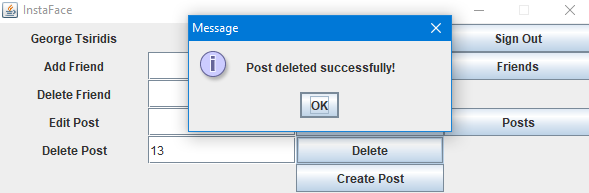 InstaFace
Message
George Tsiridis
Sign Out
Add Friend
Post deleted successfully!
Friends
Delete Friend
OK
Edit Post
Posts
Delete Post
13
Delete
Create Post